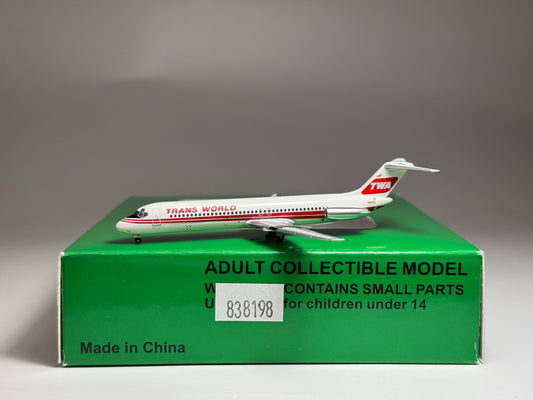 TRANS WORLD
TWA
ADULT COLLECTIBLE MODEL
CONTAINS SMALL PARTS
for children under 14
838198
Made in China